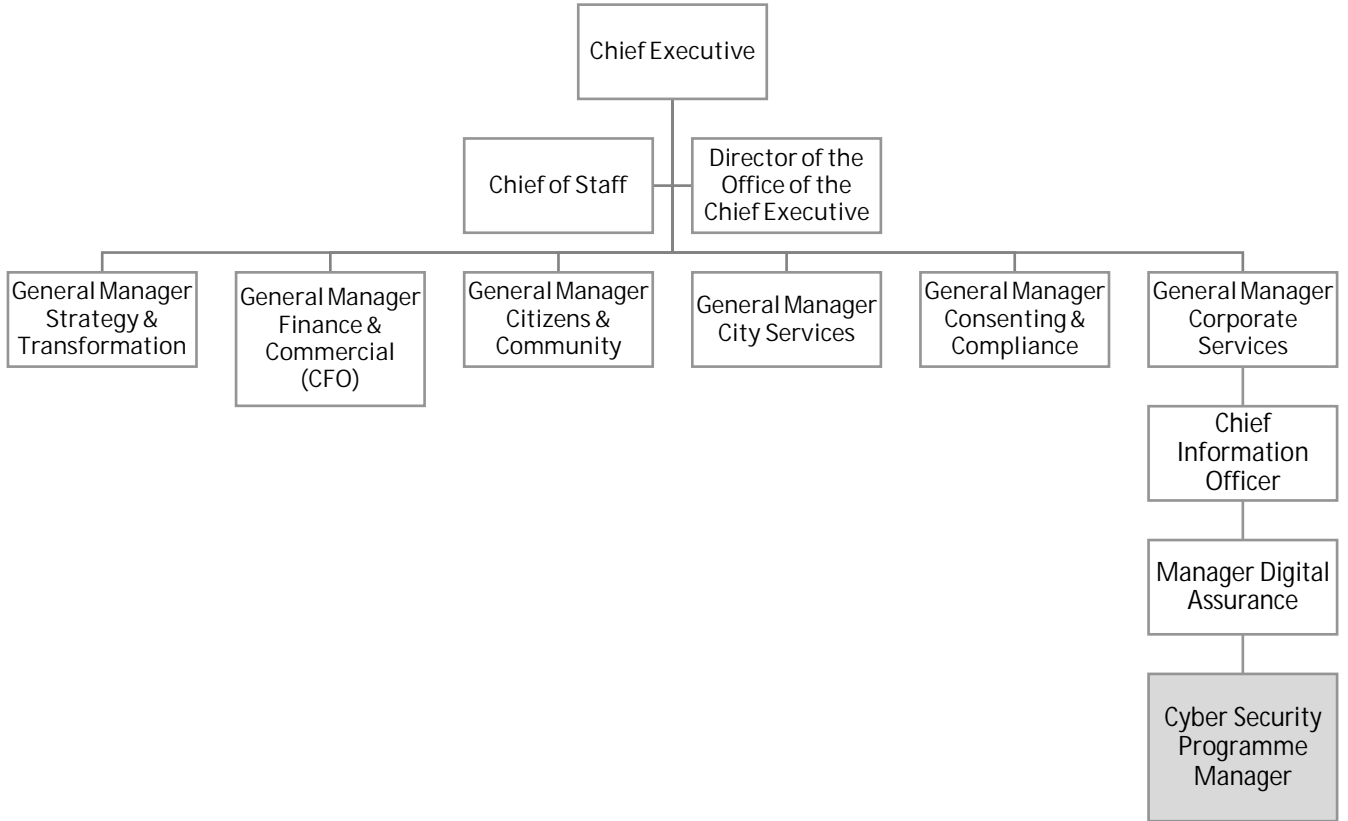 Chief Executive
Chief of Staff
Director of the
Office of the
Chief Executive
General Manager
Strategy &
Transformation
General Manager
Finance &
Commercial
(CFO)
General Manager
Citizens &
Community
General Manager
City Services
General Manager
Consenting &
Compliance
General Manager
Corporate
Services
Chief
Information
Officer
Manager Digital
Assurance
Cyber Security
Programme
Manager